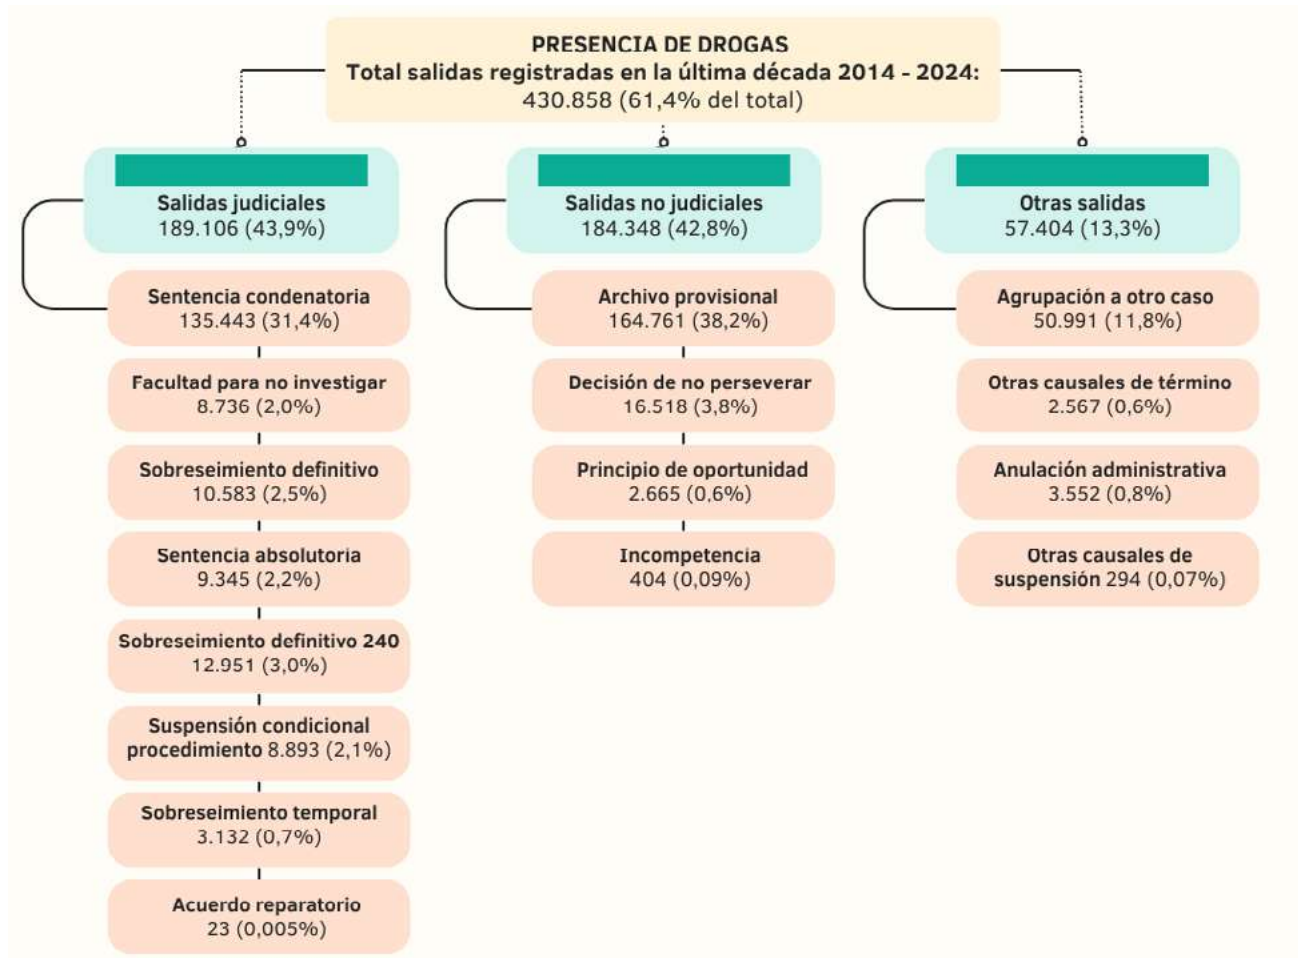 PRESENCIA DE DROGAS
Total salidas registradas en la última década 2014 - 2024:
430.858 (61,4% del total)
Salidas judiciales
189.106 (43,9%)
Sentencia condenatoria
135.443 (31,4%)
Facultad para no investigar
8.736 (2,0%)
Sobreseimiento definitivo
10.583 (2,5%)
Sentencia absolutoria
9.345 (2,2%)
Sobreseimiento definitivo 240
12.951 (3,0%)
Suspensión condicional
procedimiento 8.893 (2,1%)
Sobreseimiento temporal
3.132 (0,7%)
Acuerdo reparatorio
23 (0,005%)
Salidas no judiciales
184.348 (42,8%)
Archivo provisional
164.761 (38,2%)
Decisión de no perseverar
16.518 (3,8%)
Principio de oportunidad
2.665 (0,6%)
Incompetencia
404 (0,09%)
Otras salidas
57.404 (13,3%)
Agrupación a otro caso
50.991 (11,8%)
Otras causales de término
2.567 (0,6%)
Anulación administrativa
3.552 (0,8%)
Otras causales de
suspensión 294 (0,07%)